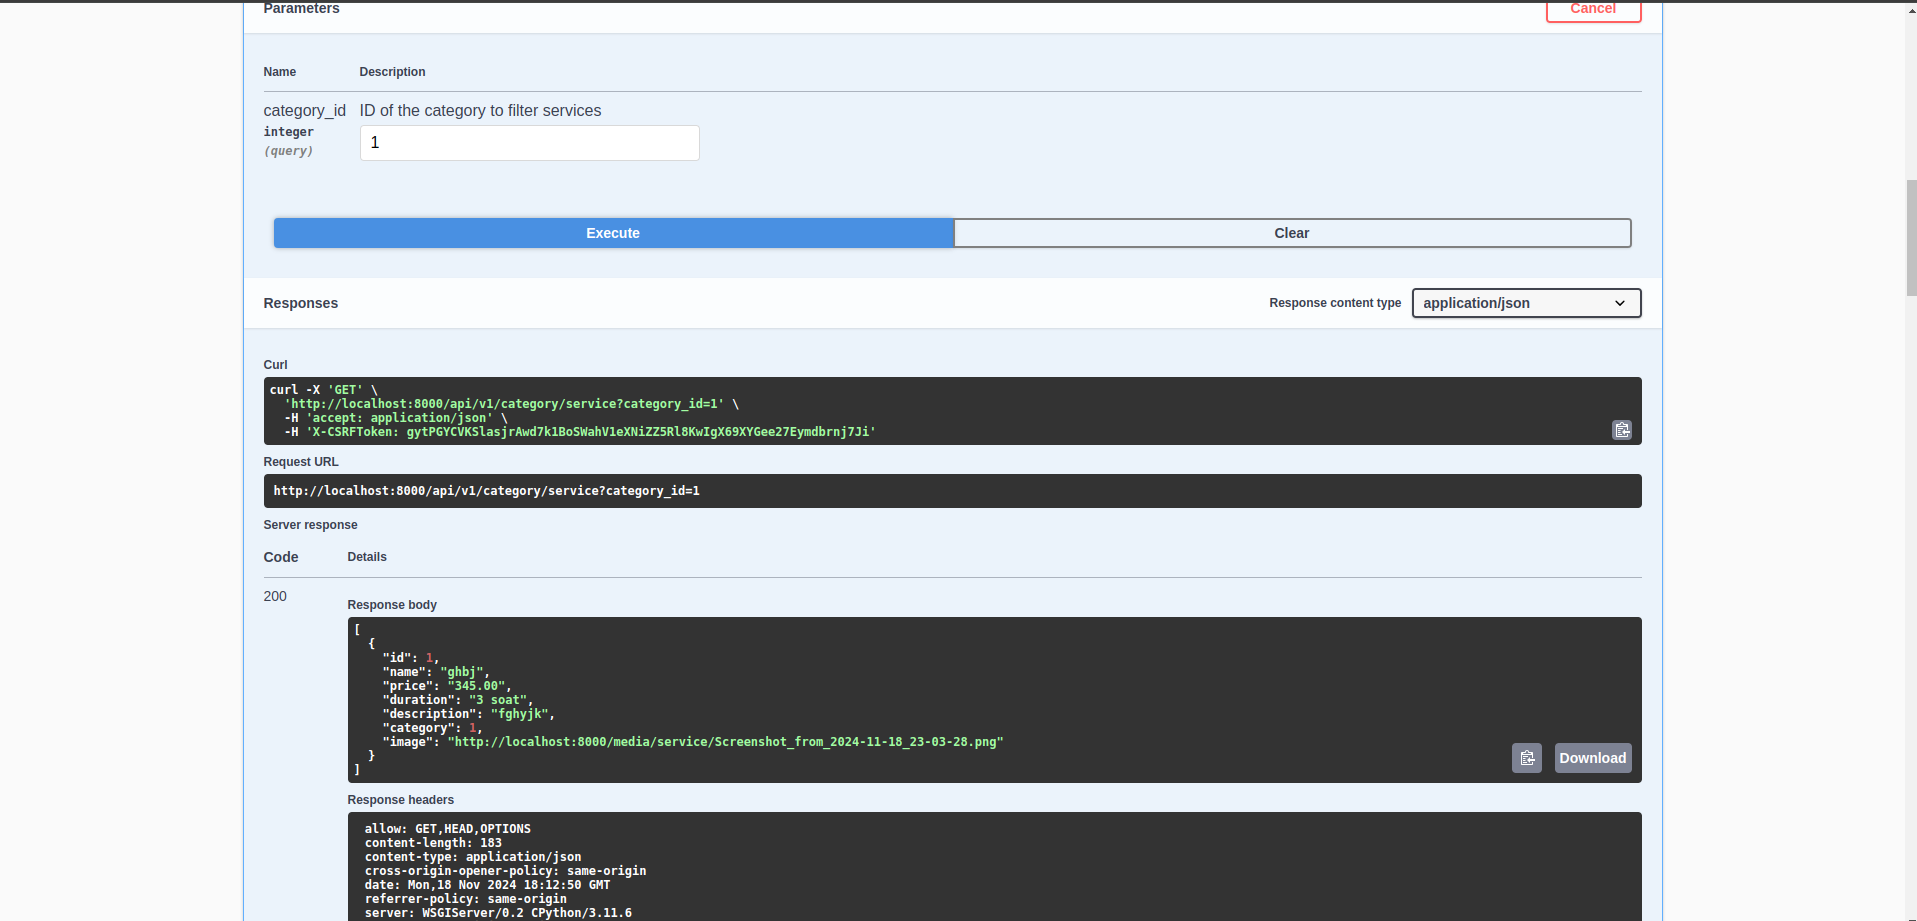 Parameters
Cancel
Name
Description
category_id
integer
(query)
ID of the category to filter services
1
Execute
Clear
Responses
Response content type
application/json
Curl
curl -X 'GET' \
'http://localhost:8000/api/v1/category/service?category_id=1' \
-H 'accept: application/json' \
-H 'X-CSRFToken: gytPGYCVKSlasjrAwd7k1BoSWahV1eXNiZZ5Rl8KwIgX69XYGee27Eymdbrnj7Ji'
Request URL
http://localhost:8000/api/v1/category/service?category_id=1
Server response
Code
Details
200
Response body
[
{
"id": 1,
"name": "ghbj",
"price": "345.00",
"duration": "3 soat",
"description": "fghyjk",
"category": 1,
"image": "http://localhost:8000/media/service/Screenshot_from_2024-11-18_23-03-28.png"
}
]
Download
Response headers
allow: GET,HEAD,OPTIONS
content-length: 183
content-type: application/json
cross-origin-opener-policy: same-origin
date: Mon,18 Nov 2024 18:12:50 GMT
referrer-policy: same-origin
server: WSGIServer/0.2 CPython/3.11.6